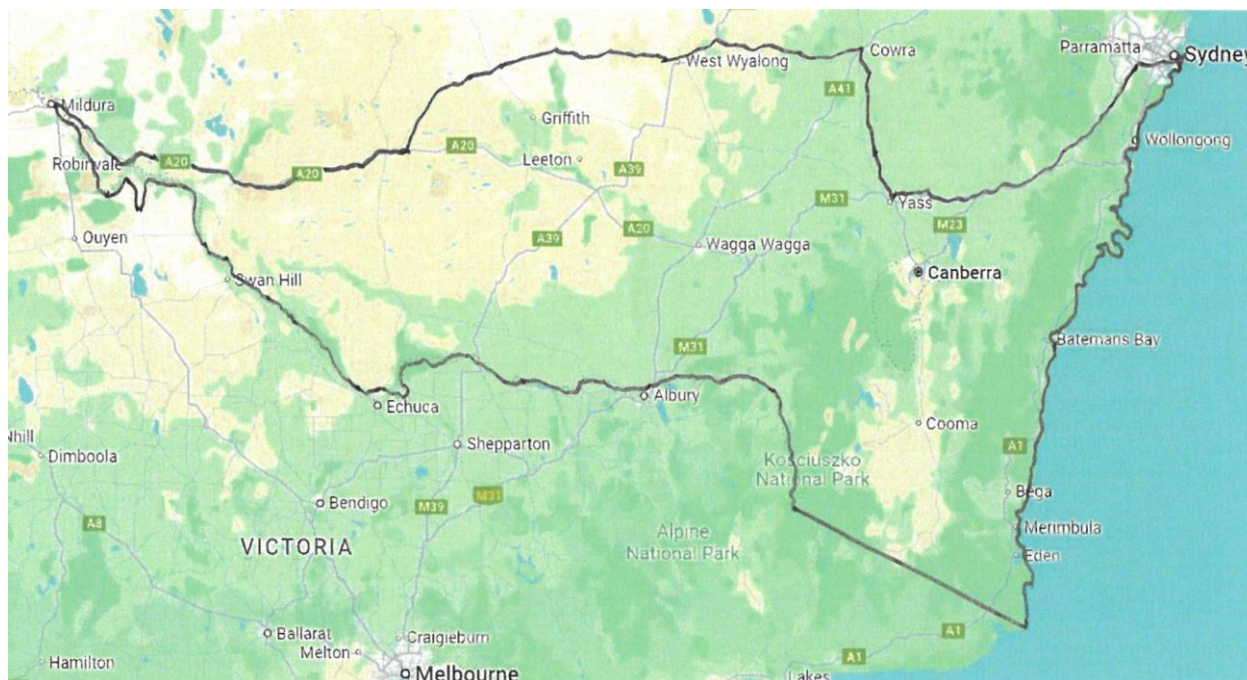 Parramatta
Sydney
Cowra
West Wyalong
A41
Mildura
Griffith
Wollongong
Robinvale
A20
A20
A20
Leeton
A39
M31
Yass
M23
Ouyen
A39
A20
Wagga Wagga
Swan Hill
Canberra
M31
Batemans Bay
Echuca
Albury
Cooma
Shepparton
A1
Nhill
Dimboola
Kosciuszko
National Park
Bega
Bendigo
M31
M39
A8
Alpine
National Park
Merimbula
VICTORIA
Eden
Ballarat
Craigieburn
A1
Melton
A1
Hamilton
Melbourne
Lakes